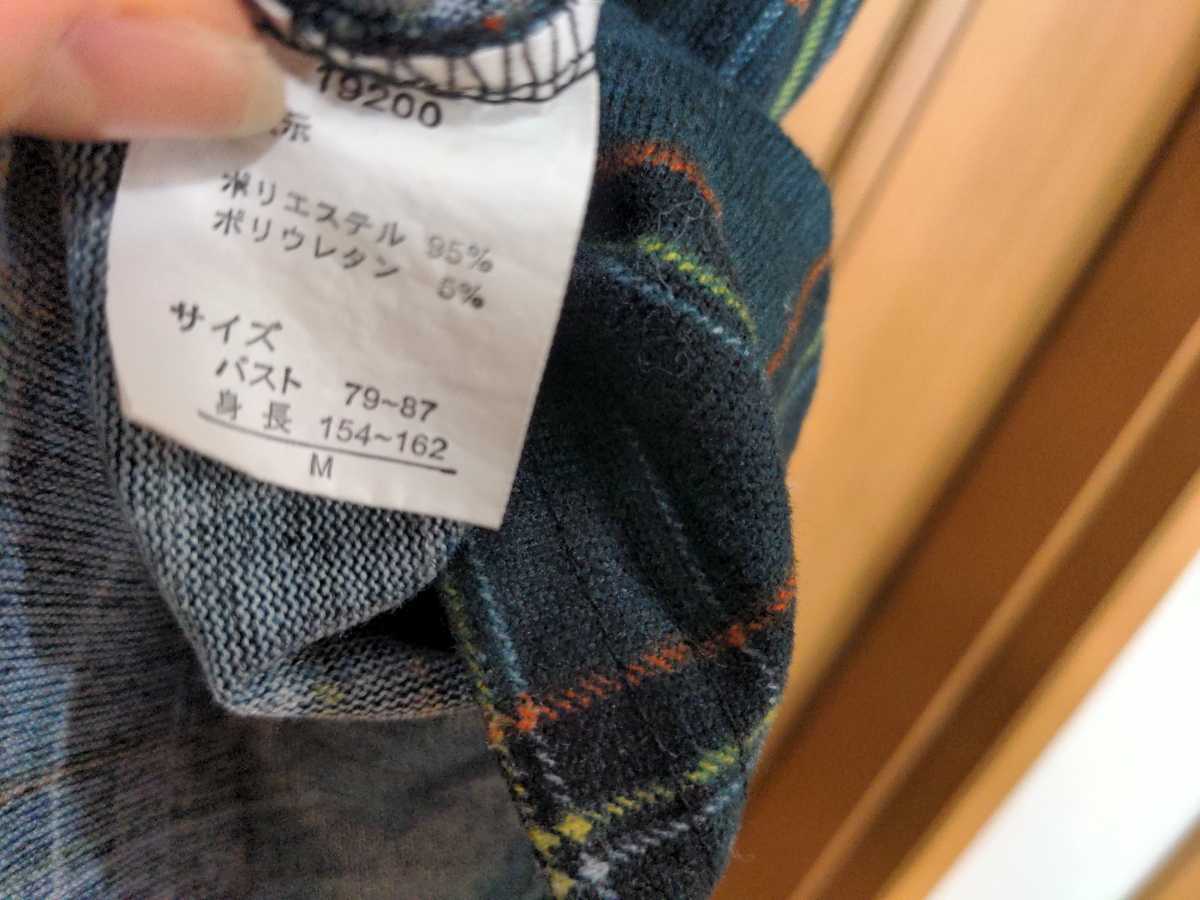 19200
示
ポリエステル 95%
ポリウレタン 5%
サイズ
バスト 79~87
身長 154~162
M